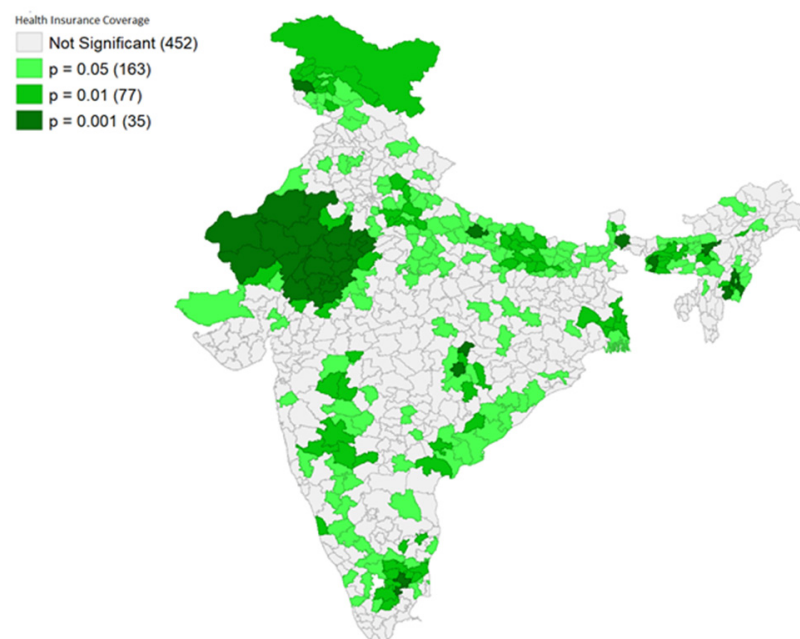 Health Insurance Coverage
Not Significant (452)
p = 0.05 (163)
p = 0.01 (77)
p = 0.001 (35)